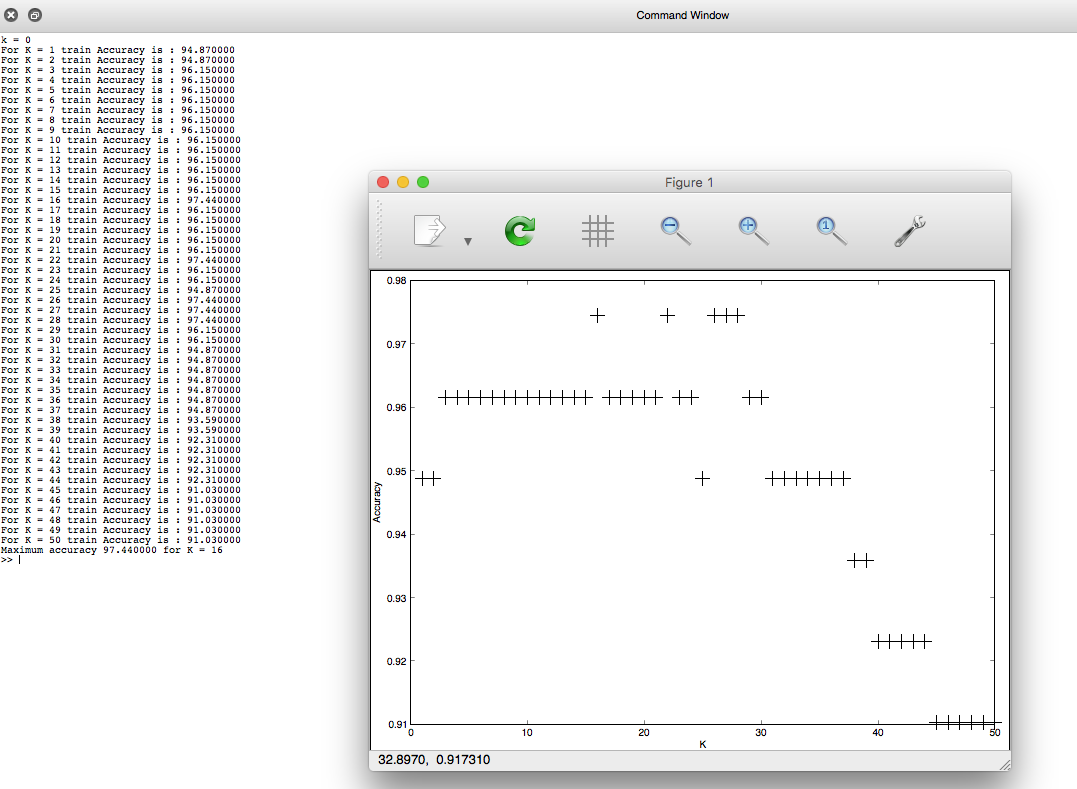 Command Window
k = 0
For K = 1 train Accuracy is : 94.870000
For K = 2 train Accuracy is : 94.870000
For K = 3 train Accuracy is : 96.150000
For K = 4 train Accuracy is : 96.150000
For K = 5 train Accuracy is : 96.150000
For K = 6 train Accuracy is : 96.150000
For K = 7 train Accuracy is : 96.150000
For K = 8 train Accuracy is : 96.150000
For K = 9 train Accuracy is : 96.150000
For K = 10 train Accuracy is : 96.150000
For K = 11 train Accuracy is : 96.150000
For K = 12 train Accuracy is : 96.150000
For K = 13 train Accuracy is : 96.150000
For K = 14 train Accuracy is : 96.150000
For K = 15 train Accuracy is : 96.150000
For K = 16 train Accuracy is : 97.440000
For K = 17 train Accuracy is : 96.150000
For K = 18 train Accuracy is : 96.150000
For K = 19 train Accuracy is : 96.150000
For K = 20 train Accuracy is : 96.150000
For K = 21 train Accuracy is : 96.150000
For K = 22 train Accuracy is : 97.440000
For K = 23 train Accuracy is : 96.150000
For K = 24 train Accuracy is : 96.150000
For K = 25 train Accuracy is : 94.870000
For K = 26 train Accuracy is : 97.440000
For K = 27 train Accuracy is : 97.440000
For K = 28 train Accuracy is : 97.440000
For K = 29 train Accuracy is : 96.150000
For K = 30 train Accuracy is : 96.150000
For K = 31 train Accuracy is : 94.870000
For K = 32 train Accuracy is : 94.870000
For K = 33 train Accuracy is : 94.870000
For K = 34 train Accuracy is : 94.870000
For K = 35 train Accuracy is : 94.870000
For K = 36 train Accuracy is : 94.870000
For K = 37 train Accuracy is : 94.870000
For K = 38 train Accuracy is : 93.590000
For K = 39 train Accuracy is : 93.590000
For K = 40 train Accuracy is : 92.310000
For K = 41 train Accuracy is : 92.310000
For K = 42 train Accuracy is : 92.310000
For K = 43 train Accuracy is : 92.310000
For K = 44 train Accuracy is : 92.310000
For K = 45 train Accuracy is : 91.030000
For K = 46 train Accuracy is : 91.030000
For K = 47 train Accuracy is : 91.030000
For K = 48 train Accuracy is : 91.030000
For K = 49 train Accuracy is : 91.030000
For K = 50 train Accuracy is : 91.030000
Maximum accuracy 97.440000 for K = 16
>>
Figure 1
1
0.98
0.97
0.96
0.95
0.94
0.93
0.92
0.91
Accuracy
0 10 20 30 40 50
K
32.8970, 0.917310